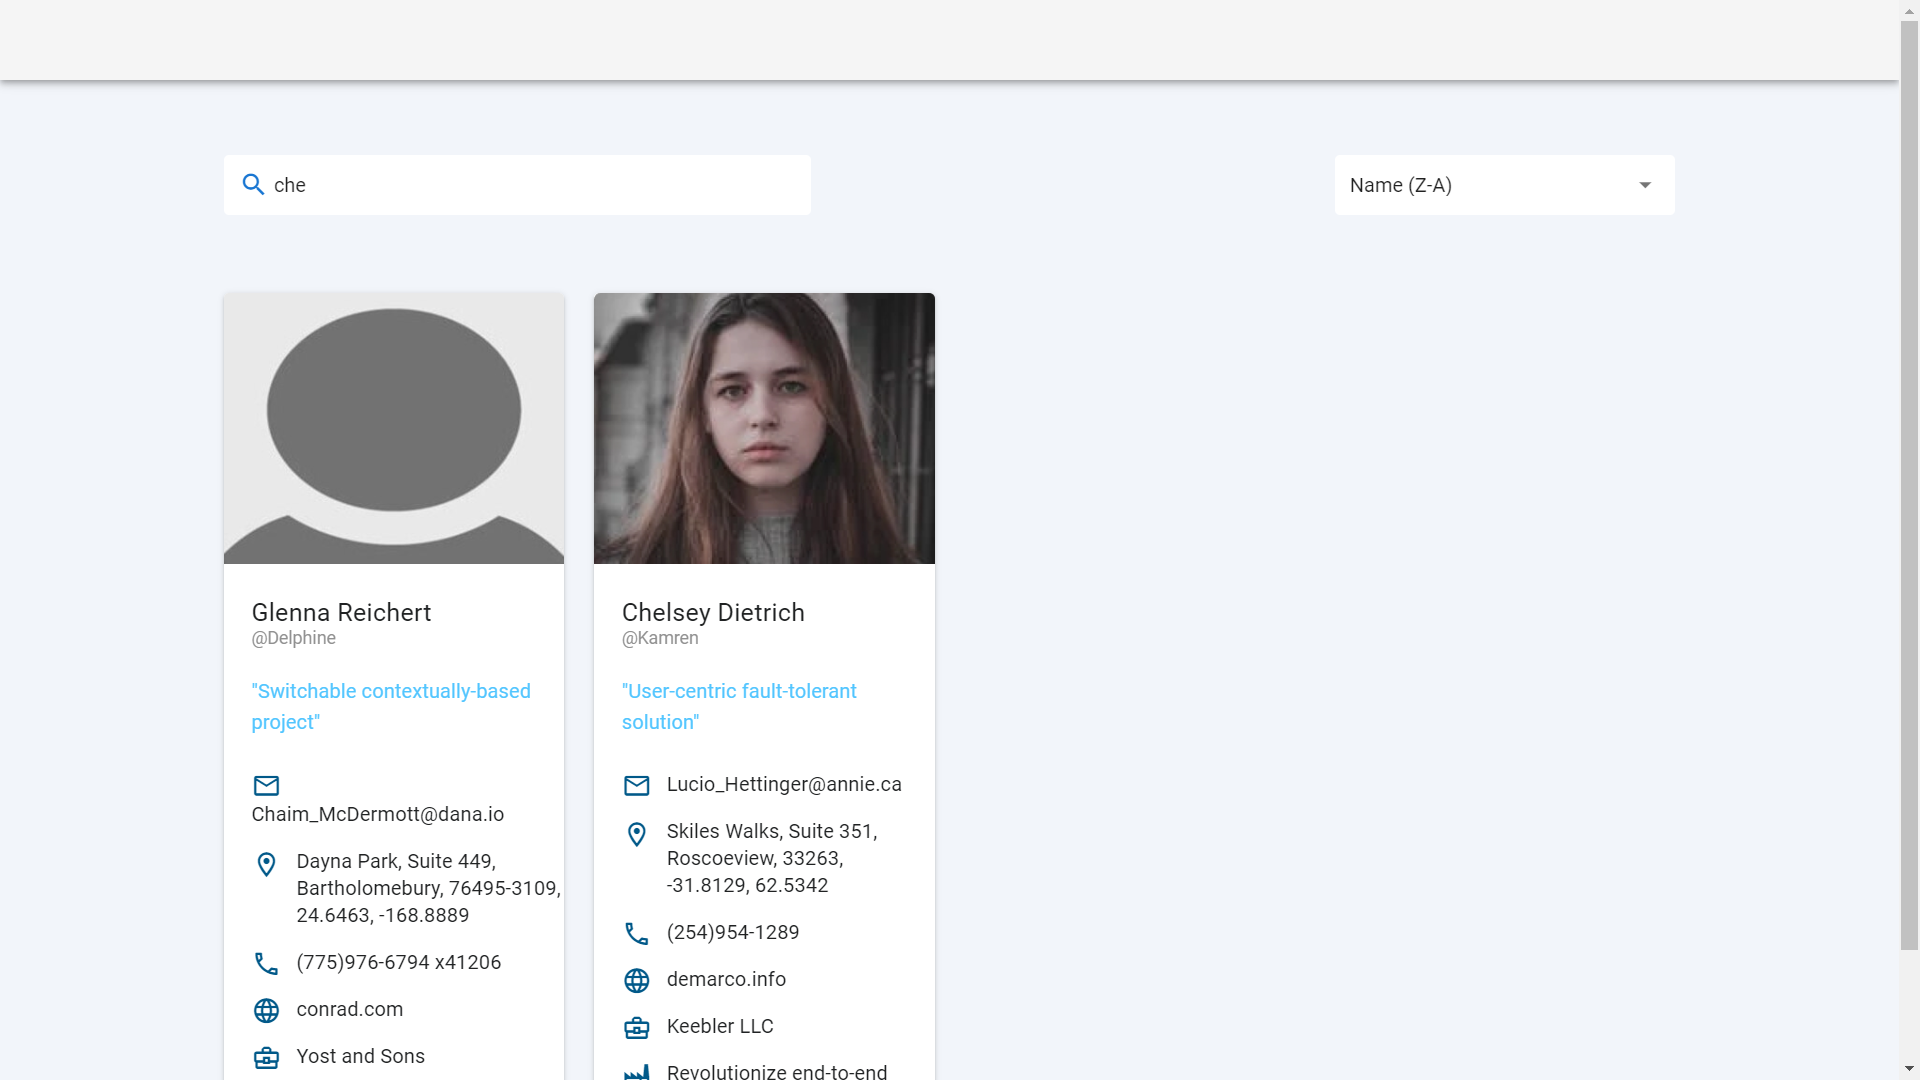 che
Name (Z-A)
Glenna Reichert
@Delphine
"Switchable contextually-based
project"
Chaim_McDermott@dana.io
Dayna Park, Suite 449,
Bartholomebury, 76495-3109,
24.6463, -168.8889
(775)976-6794 x41206
conrad.com
Yost and Sons
Chelsey Dietrich
@Kamren
"User-centric fault-tolerant
solution"
Lucio_Hettinger@annie.ca
Skiles Walks, Suite 351,
Roscoeview, 33263,
-31.8129, 62.5342
(254)954-1289
demarco.info
Keebler LLC
Revolutionize end-to-end